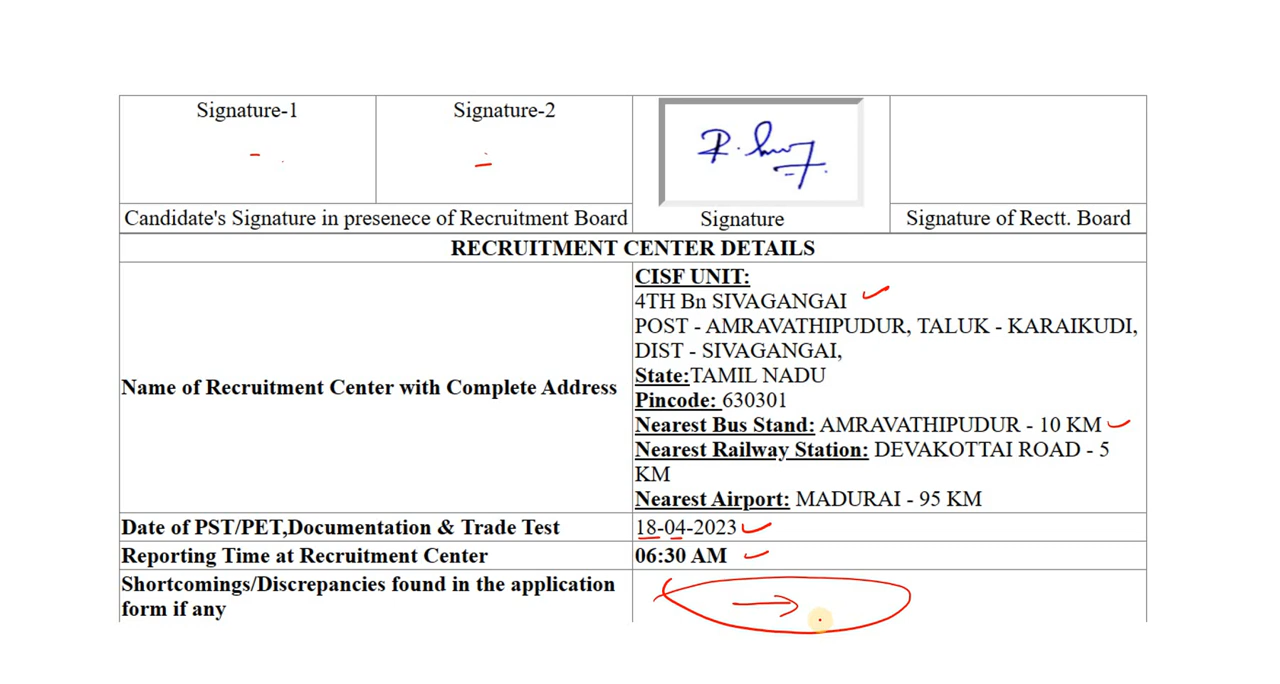 Signature-1
Signature-2
Candidate's Signature in presenece of Recruitment Board
Signature
Signature of Rectt. Board
RECRUITMENT CENTER DETAILS
Name of Recruitment Center with Complete Address
CISF UNIT:
4TH Bn SIVAGANGAI
POST - AMRAVATHIPUDUR, TALUK - KARAIKUDI,
DIST - SIVAGANGAI,
State:TAMIL NADU
Pincode: 630301
Nearest Bus Stand: AMRAVATHIPUDUR - 10 KM
Nearest Railway Station: DEVAKOTTAI ROAD - 5
KM
Nearest Airport: MADURAI - 95 KM
Date of PST/PET,Documentation & Trade Test
18-04-2023
Reporting Time at Recruitment Center
06:30 AM
Shortcomings/Discrepancies found in the application
form if any